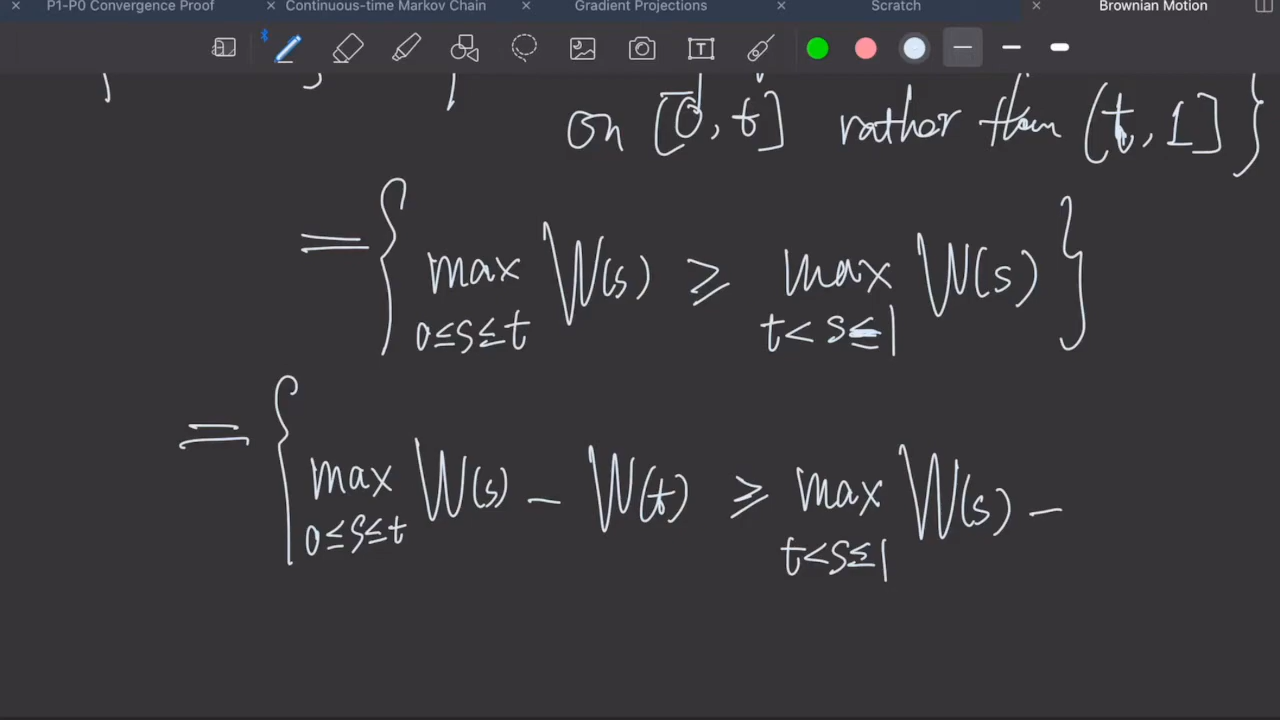 P1-P0 Convergence Proof Continuous-time Markov Chain Gradient Projections Scratch Brownian Motion
on [0, t] rather than (t, 1] }
= { max W(s) ≥ max W(s) }
0≤s≤t t<s≤1
= { max W(s) - W(t) ≥ max W(s) -
0≤s≤t t<s≤1